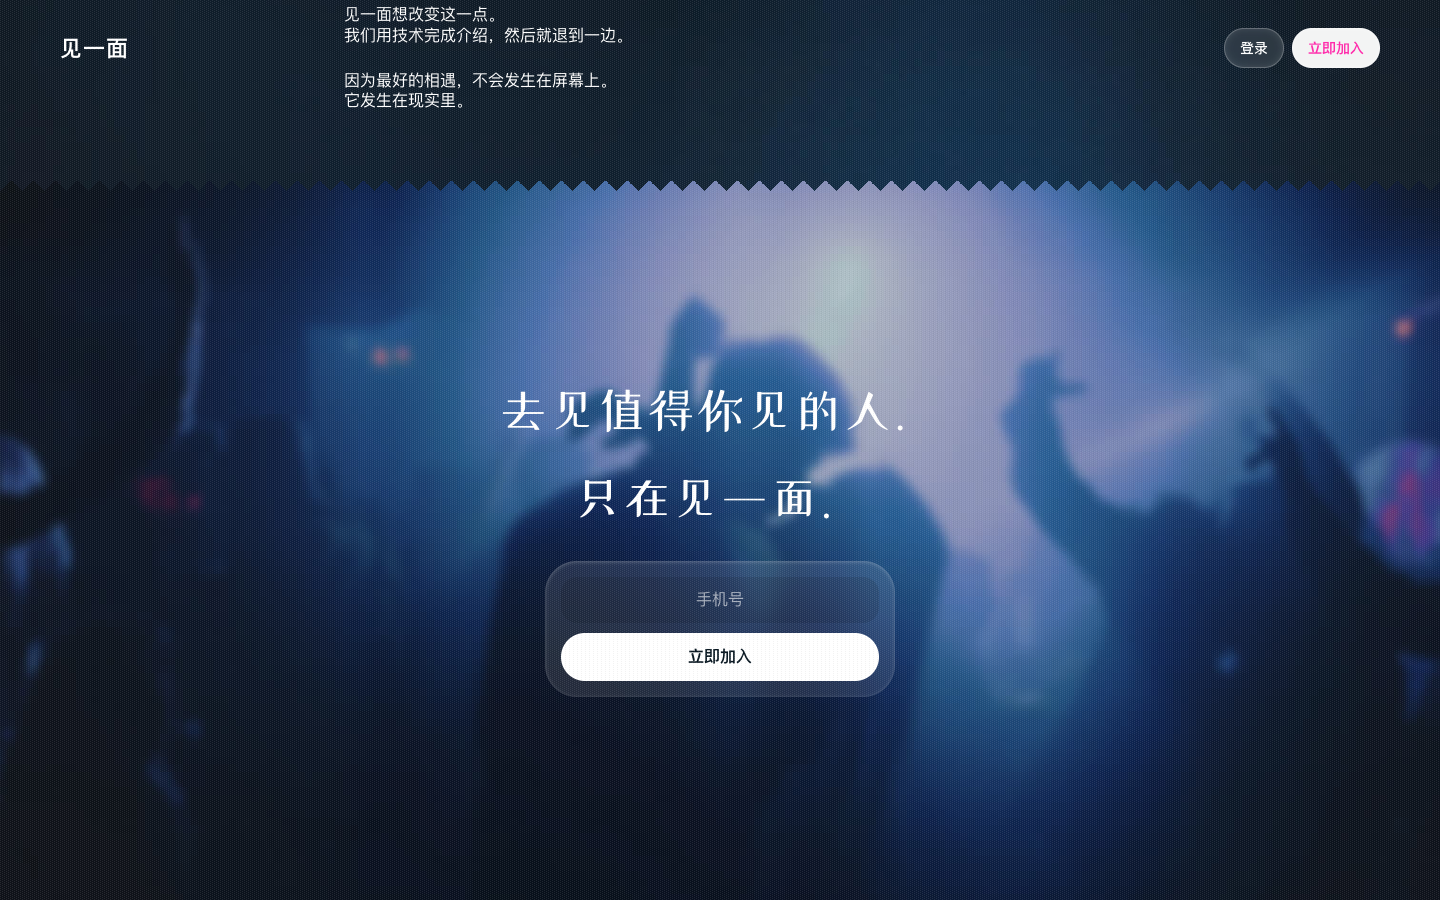 见一面想改变这一点。
我们用技术完成介绍，然后就退到一边。
见一面
登录
立即加入
因为最好的相遇，不会发生在屏幕上。
它发生在现实里。
去见值得你见的人.
只在见一面.
手机号
立即加入